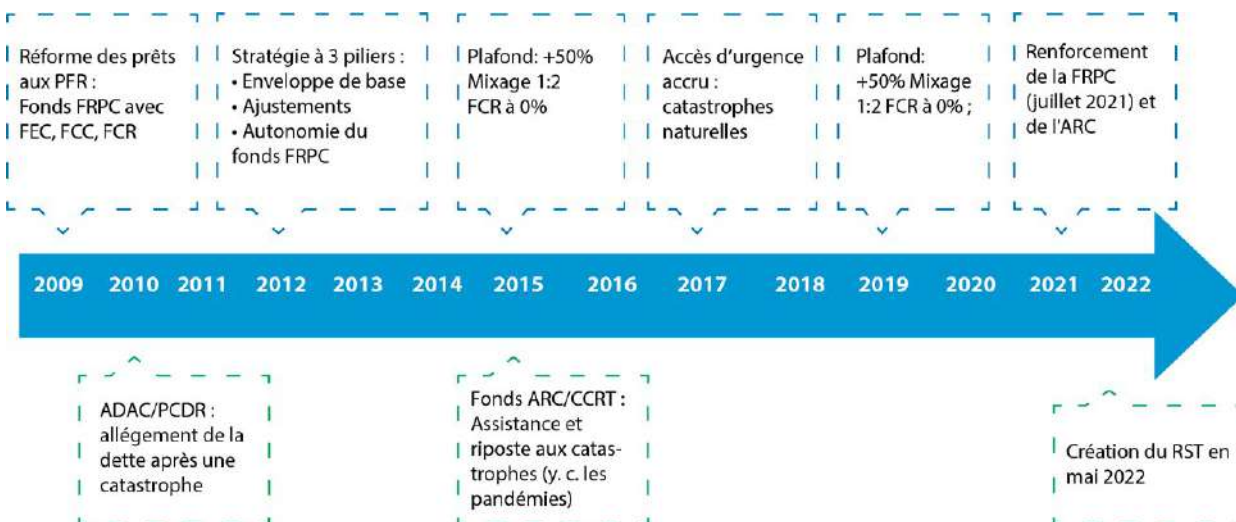 Réforme des prêts
aux PFR :
Fonds FRPC avec
FEC, FCC, FCR
Stratégie à 3 piliers :
• Enveloppe de base
• Ajustements
• Autonomie du
fonds FRPC
Plafond: +50%
Mixage 1:2
FCR à 0%
Accès d'urgence
accru :
catastrophes
naturelles
Plafond:
+50% Mixage
1:2 FCR à 0% ;
Renforcement
de la FRPC
(juillet 2021) et
de l'ARC
2009 2010 2011 2012 2013 2014 2015 2016 2017 2018 2019 2020 2021 2022
ADAC/PCDR :
allégement de la
dette après une
catastrophe
Fonds ARC/CCRT :
Assistance et
riposte aux catas-
trophes (y. c. les
pandémies)
Création du RST en
mai 2022